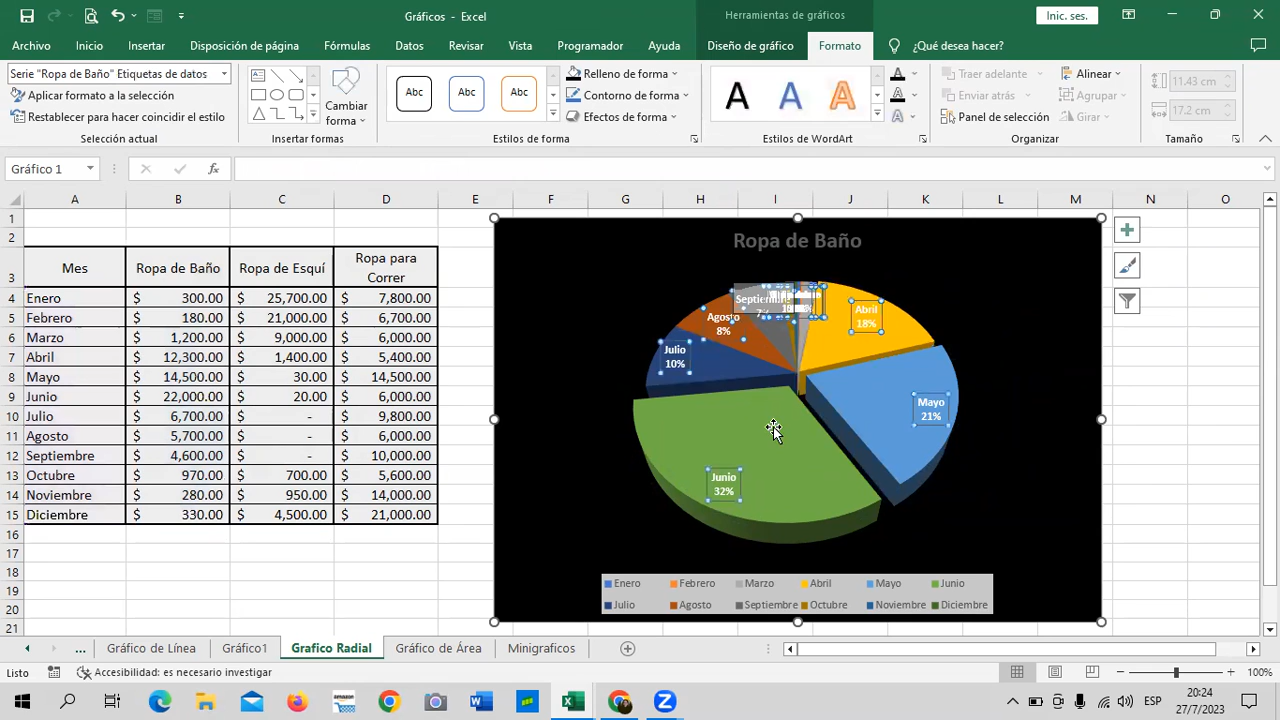 Gráficos - Excel
Herramientas de gráficos
Inic. ses.
Archivo Inicio Insertar Disposición de página Fórmulas Datos Revisar Vista Programador Ayuda Diseño de gráfico Formato ¿Qué desea hacer?
Serie "Ropa de Baño" Etiquetas de datos
Aplicar formato a la selección
Restablecer para hacer coincidir el estilo
Selección actual
Cambiar
forma
Insertar formas
Abc Abc Abc
Relleno de forma
Contorno de forma
Efectos de forma
Estilos de forma
A A A
Estilos de WordArt
Traer adelante
Enviar atrás
Panel de selección
Alinear
Agrupar
Girar
Organizar
11.43 cm
17.2 cm
Tamaño
Gráfico 1
fx
A B C D E F G H I J K L M N O
1
2
3 Mes Ropa de Baño Ropa de Esquí Ropa para
Correr
4 Enero $ 300.00 $ 25,700.00 $ 7,800.00
5 Febrero $ 180.00 $ 21,000.00 $ 6,700.00
6 Marzo $ 1,200.00 $ 9,000.00 $ 6,000.00
7 Abril $ 12,300.00 $ 1,400.00 $ 5,400.00
8 Mayo $ 14,500.00 $ 30.00 $ 14,500.00
9 Junio $ 22,000.00 $ 20.00 $ 6,000.00
10 Julio $ 6,700.00 $ - $ 9,800.00
11 Agosto $ 5,700.00 $ - $ 6,000.00
12 Septiembre $ 4,600.00 $ - $ 10,000.00
13 Octubre $ 970.00 $ 700.00 $ 5,600.00
14 Noviembre $ 280.00 $ 950.00 $ 14,000.00
15 Diciembre $ 330.00 $ 4,500.00 $ 21,000.00
16
17
18
19
20
21
Ropa de Baño
Septiembre
Abril
18%
Agosto
8%
Julio
10%
Mayo
21%
Junio
32%
Enero Febrero Marzo Abril Mayo Junio
Julio Agosto Septiembre Octubre Noviembre Diciembre
... Gráfico de Línea Gráfico1 Grafico Radial Gráfico de Área Minigraficos
Listo Accesibilidad: es necesario investigar
100%
ESP
20:24
27/7/2023